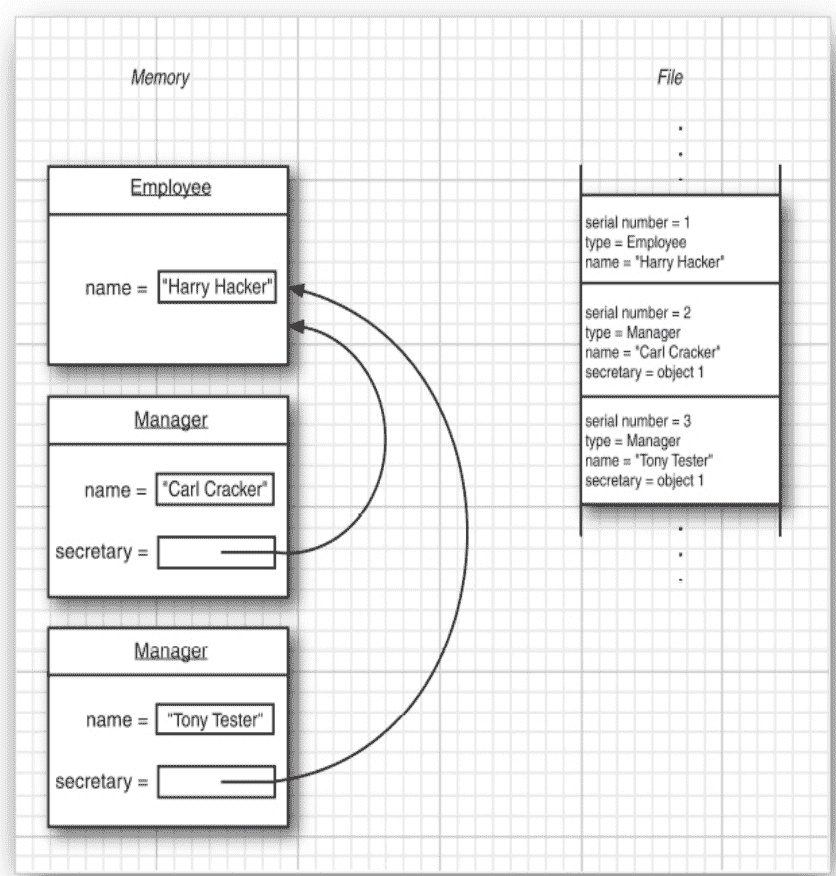 Memory
Employee
name = "Harry Hacker"
Manager
name = "Carl Cracker"
secretary =
Manager
name = "Tony Tester"
secretary =
File
serial number = 1
type = Employee
name = "Harry Hacker"
serial number = 2
type = Manager
name = "Carl Cracker"
secretary = object 1
serial number = 3
type = Manager
name = "Tony Tester"
secretary = object 1